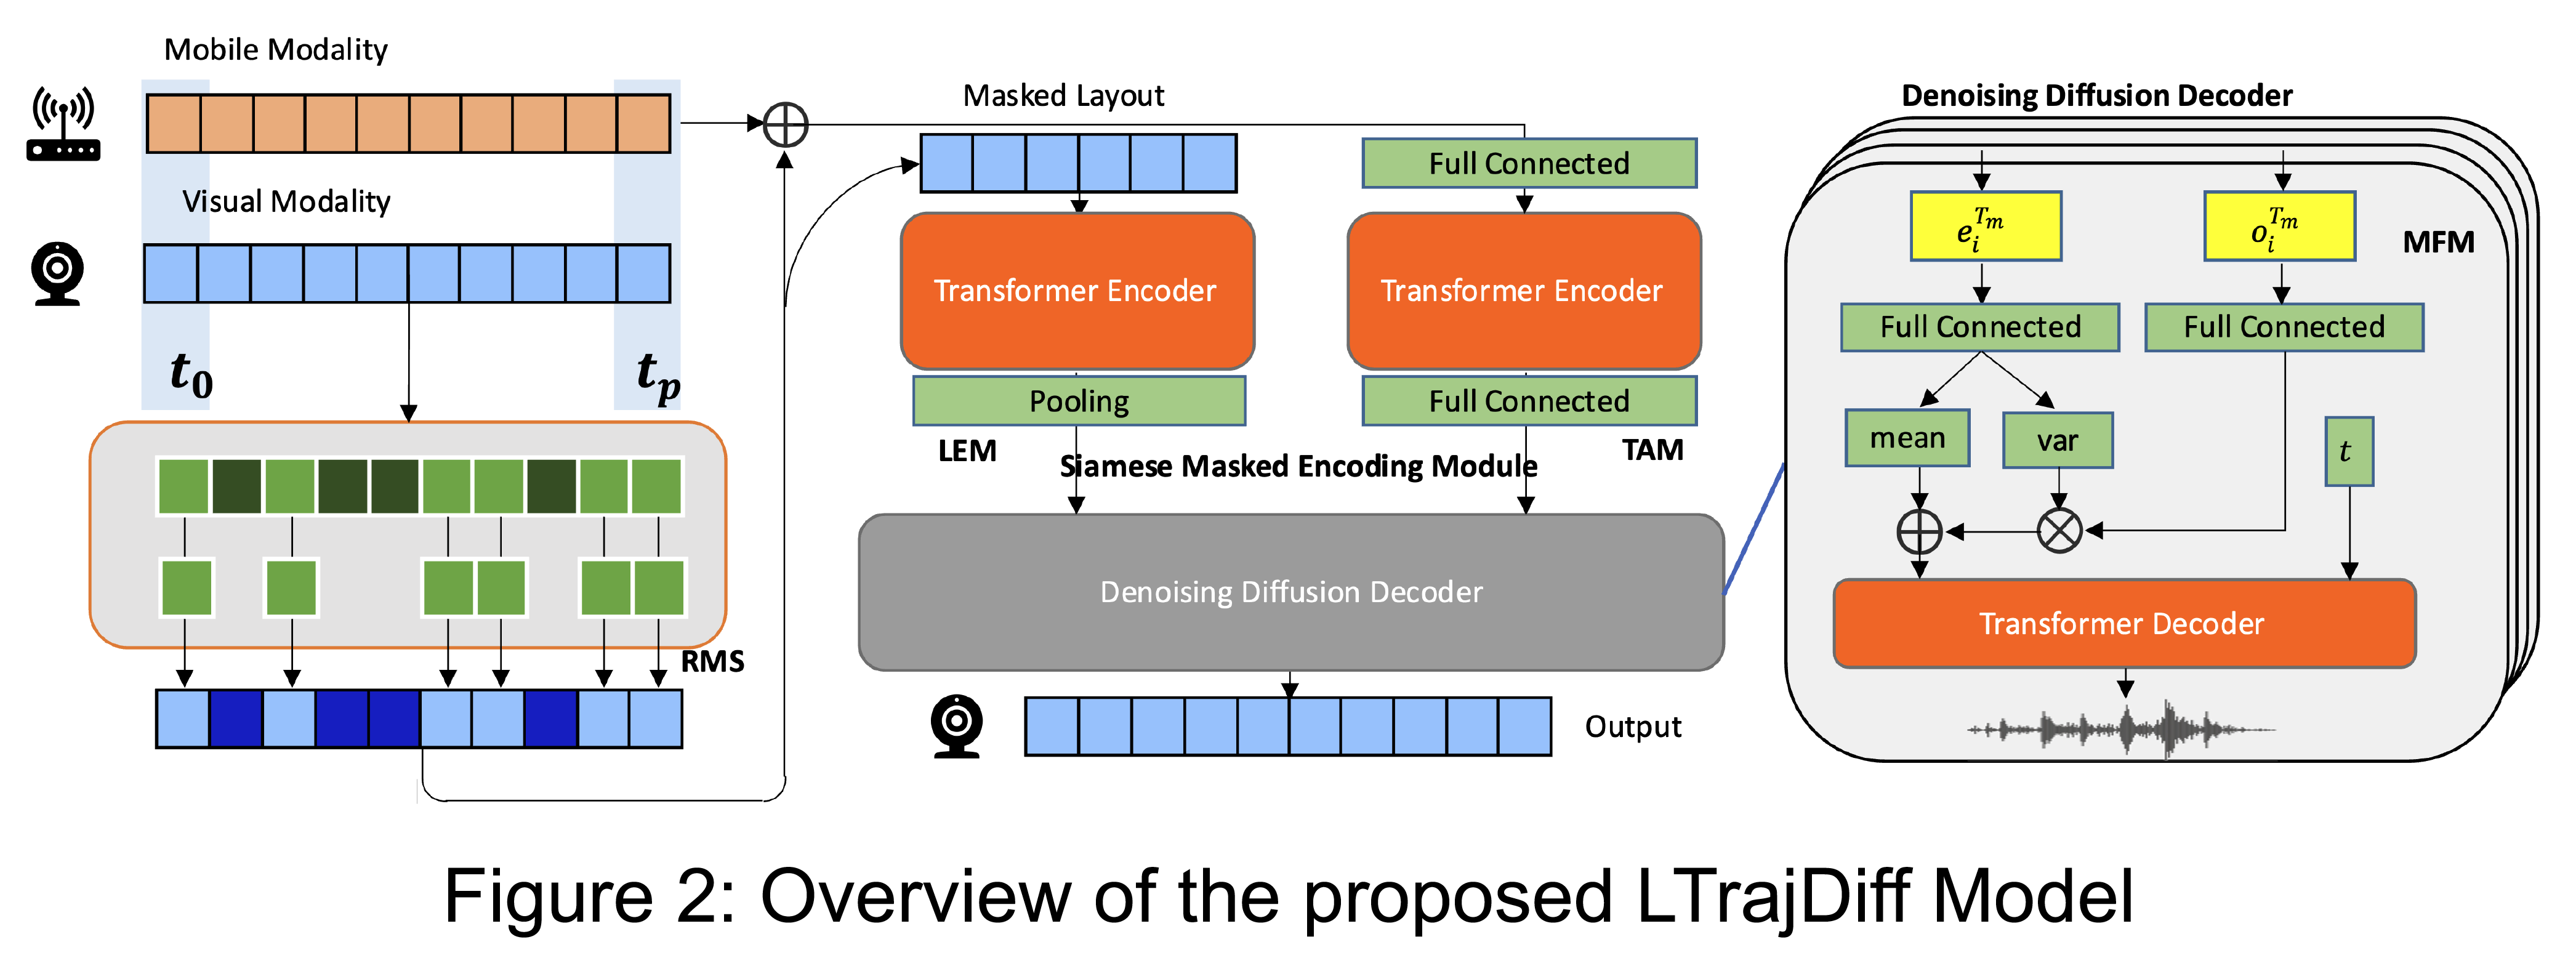 Mobile Modality
Visual Modality
t₀
tₚ
RMS
Masked Layout
Full Connected
Transformer Encoder
Transformer Encoder
Pooling
Full Connected
LEM
TAM
Siamese Masked Encoding Module
Denoising Diffusion Decoder
Output
Denoising Diffusion Decoder
e_i^{T_m}
o_i^{T_m}
MFM
Full Connected
Full Connected
mean
var
t
Transformer Decoder
Figure 2: Overview of the proposed LTrajDiff Model